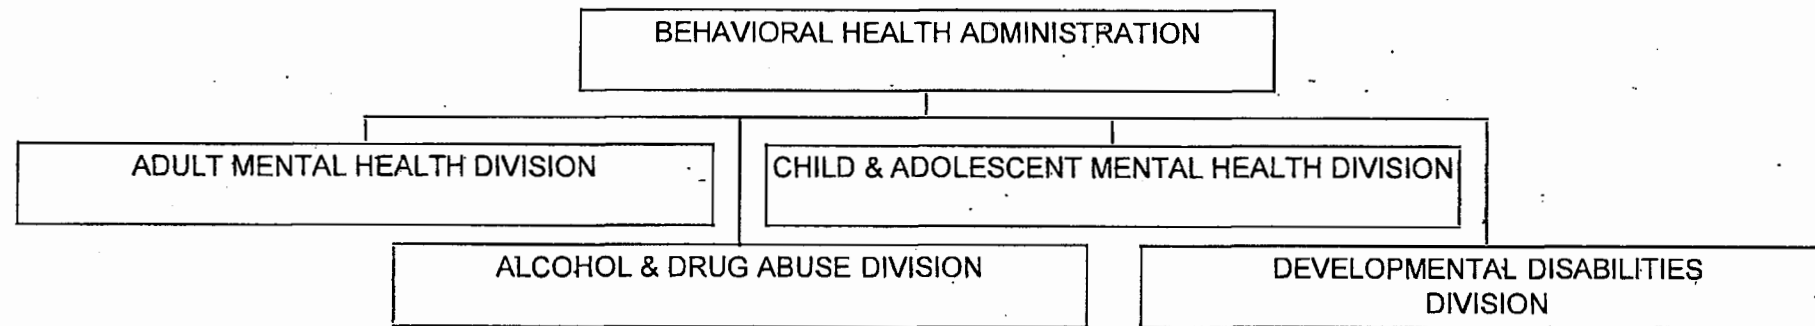 BEHAVIORAL HEALTH ADMINISTRATION
ADULT MENTAL HEALTH DIVISION
CHILD & ADOLESCENT MENTAL HEALTH DIVISION
ALCOHOL & DRUG ABUSE DIVISION
DEVELOPMENTAL DISABILITIES
DIVISION